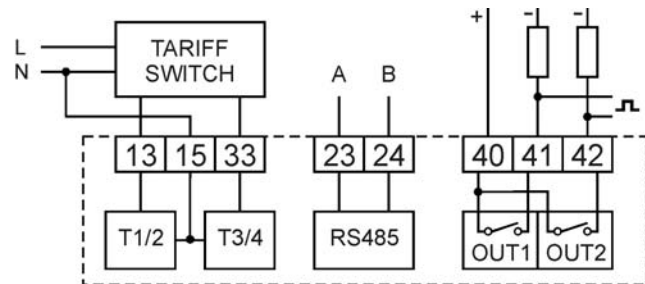 L
N
TARIFF
SWITCH
A B
+ - -
13 15 33
23 24
40 41 42
T1/2 T3/4
RS485
OUT1 OUT2